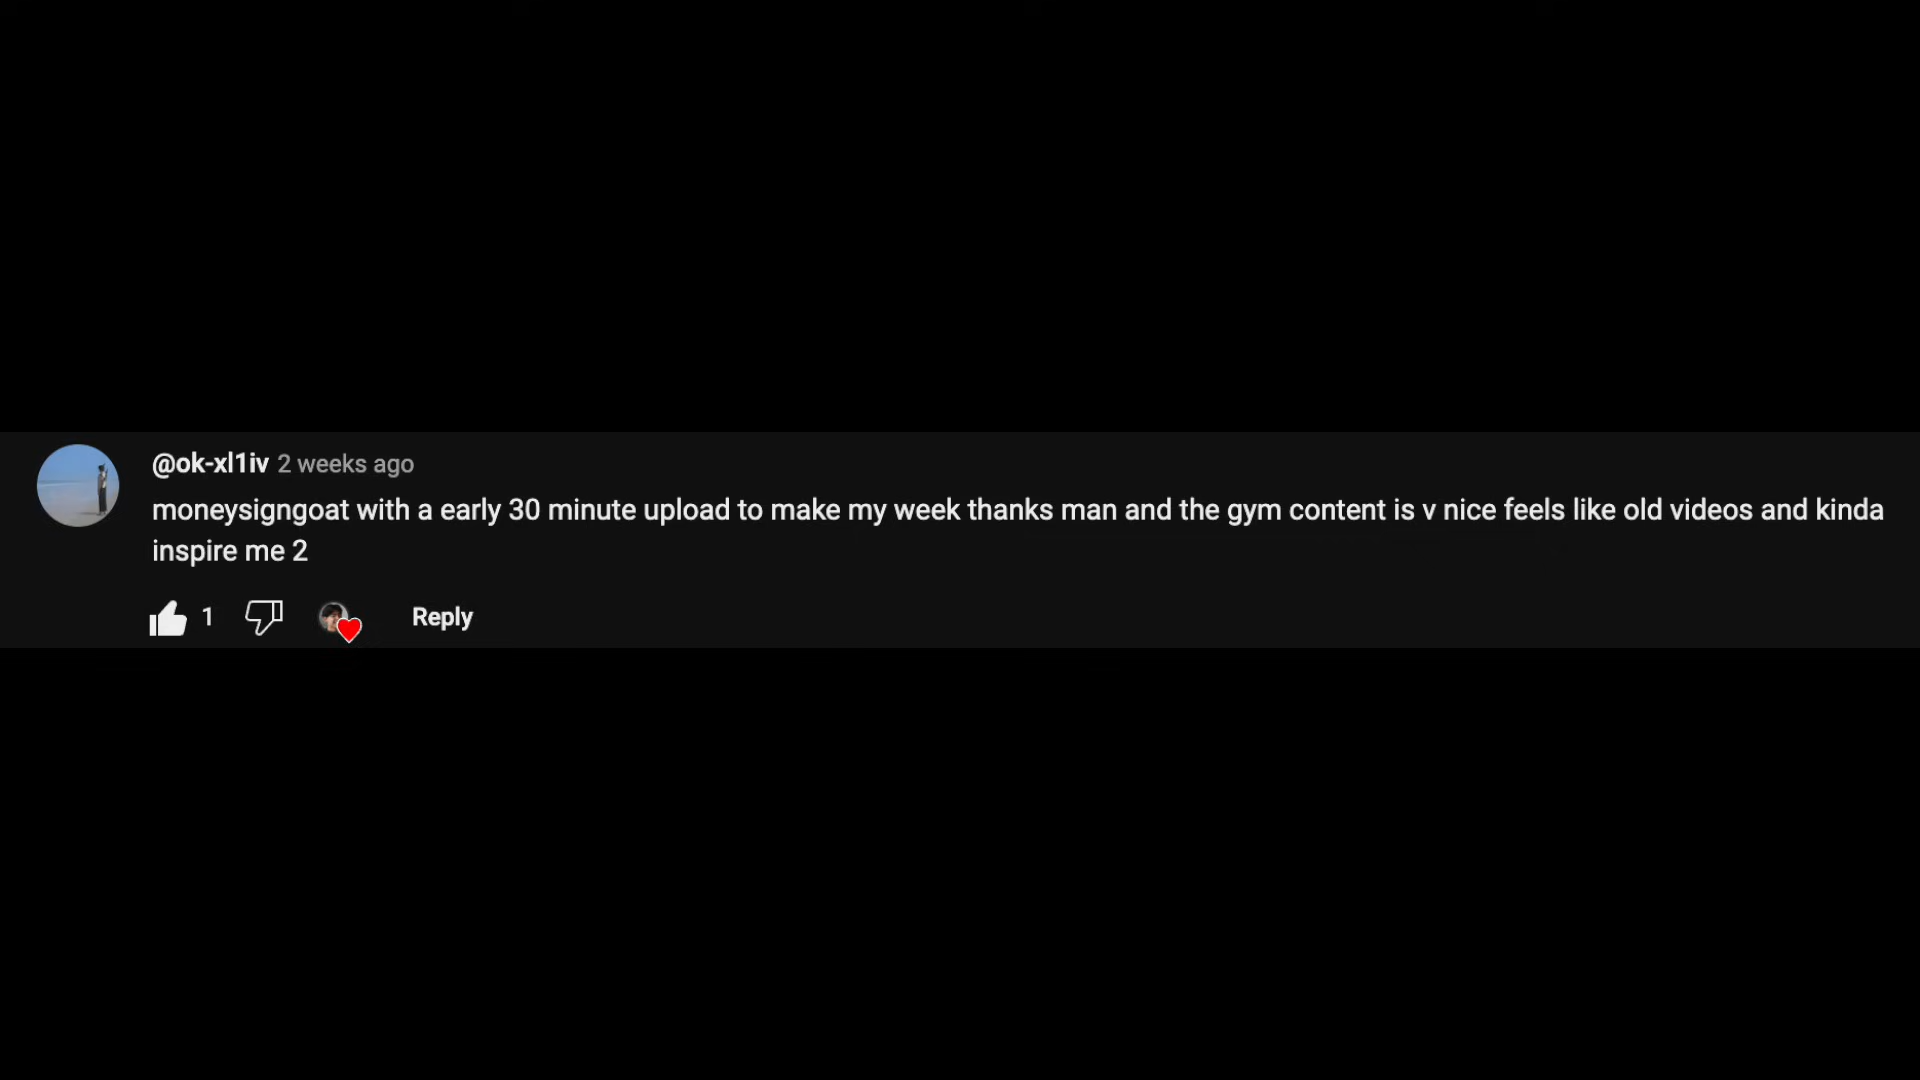 @ok-xl1iv 2 weeks ago
moneysigngoat with a early 30 minute upload to make my week thanks man and the gym content is v nice feels like old videos and kinda
inspire me 2
1 Reply